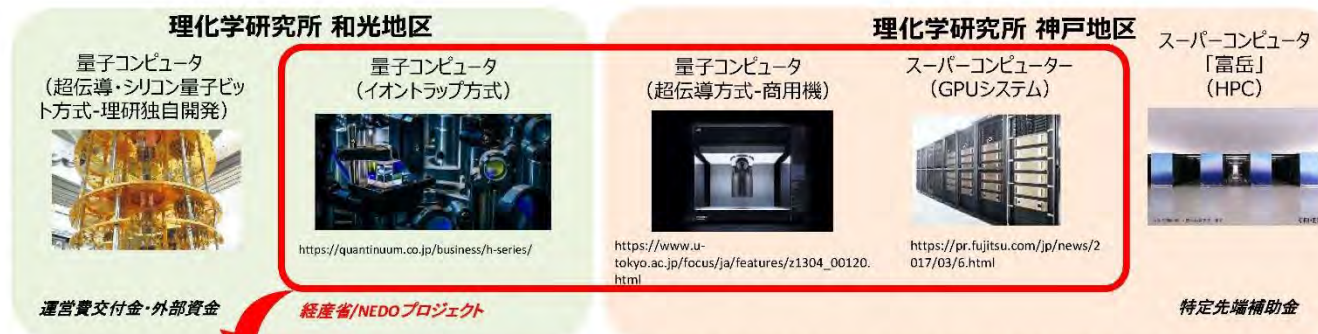 理化学研究所 和光地区
量子コンピュータ
（超伝導・シリコン量子ビッ
ト方式-理研独自開発）
量子コンピュータ
（イオントラップ方式）
https://quantinuum.co.jp/business/h-series/
運営費交付金・外部資金
経産省/NEDOプロジェクト
理化学研究所 神戸地区
量子コンピュータ
（超伝導方式-商用機）
https://www.u-
tokyo.ac.jp/focus/ja/features/z1304_00120.
html
スーパーコンピューター
（GPUシステム）
https://pr.fujitsu.com/jp/news/2
017/03/6.html
スーパーコンピュータ
「富岳」
（HPC）
特定先端補助金